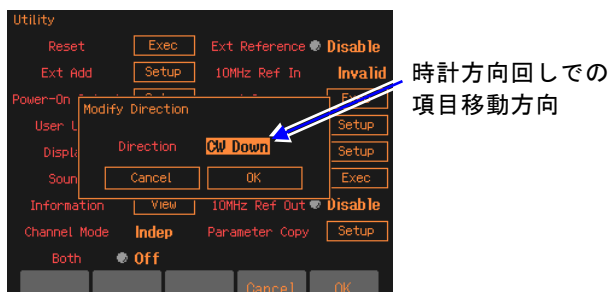 Utility
Reset Exec Ext Reference Disable
Ext Add Setup 10MHz Ref In Invalid
Power-On
Modify Direction
User Setup
Direction CW Down
Setup
Cancel OK Exec
Information View 10MHz Ref Out Disable
Channel Mode Indep Parameter Copy Setup
Both Off
Cancel OK
時計方向回しでの
項目移動方向